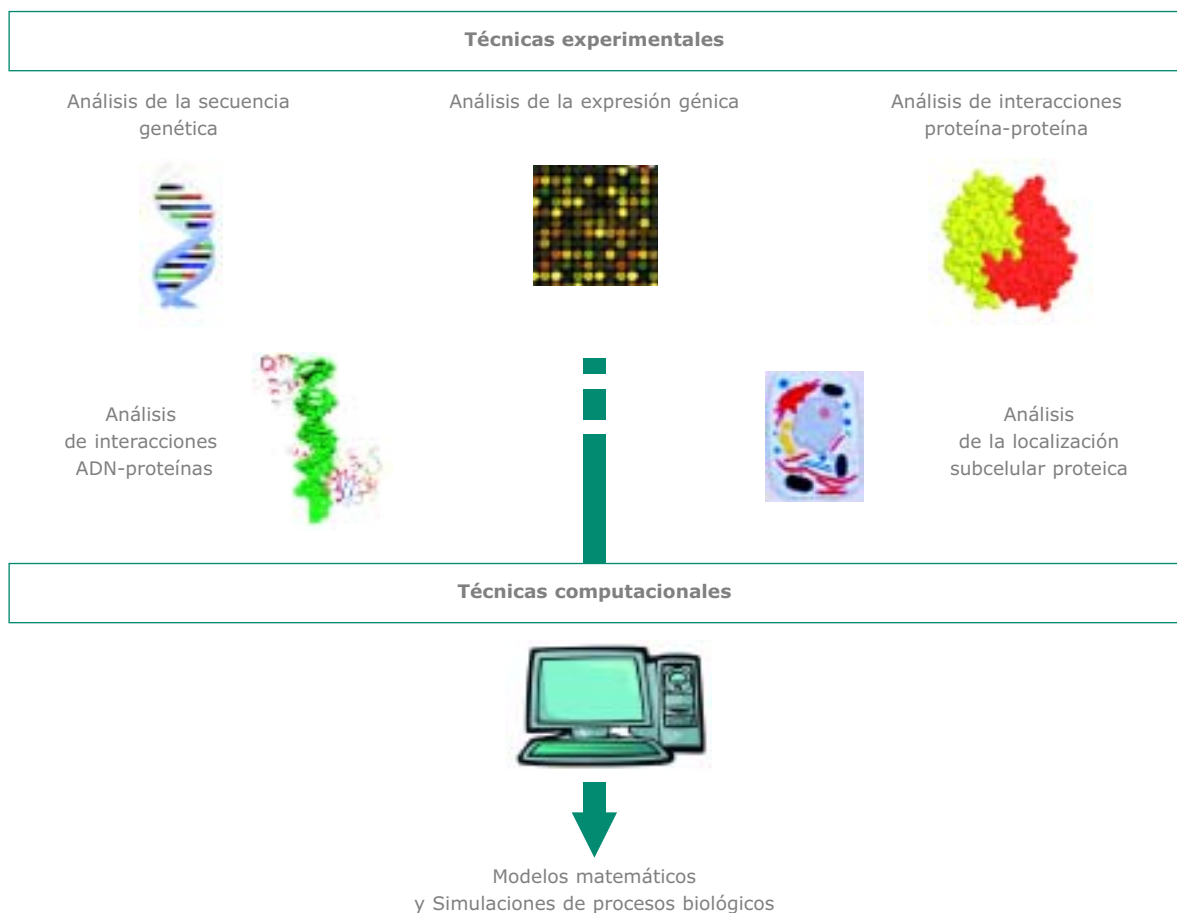 Técnicas experimentales
Análisis de la secuencia
genética
Análisis de la expresión génica
Análisis de interacciones
proteína-proteína
Análisis
de interacciones
ADN-proteínas
Análisis
de la localización
subcelular proteica
Técnicas computacionales
Modelos matemáticos
y Simulaciones de procesos biológicos